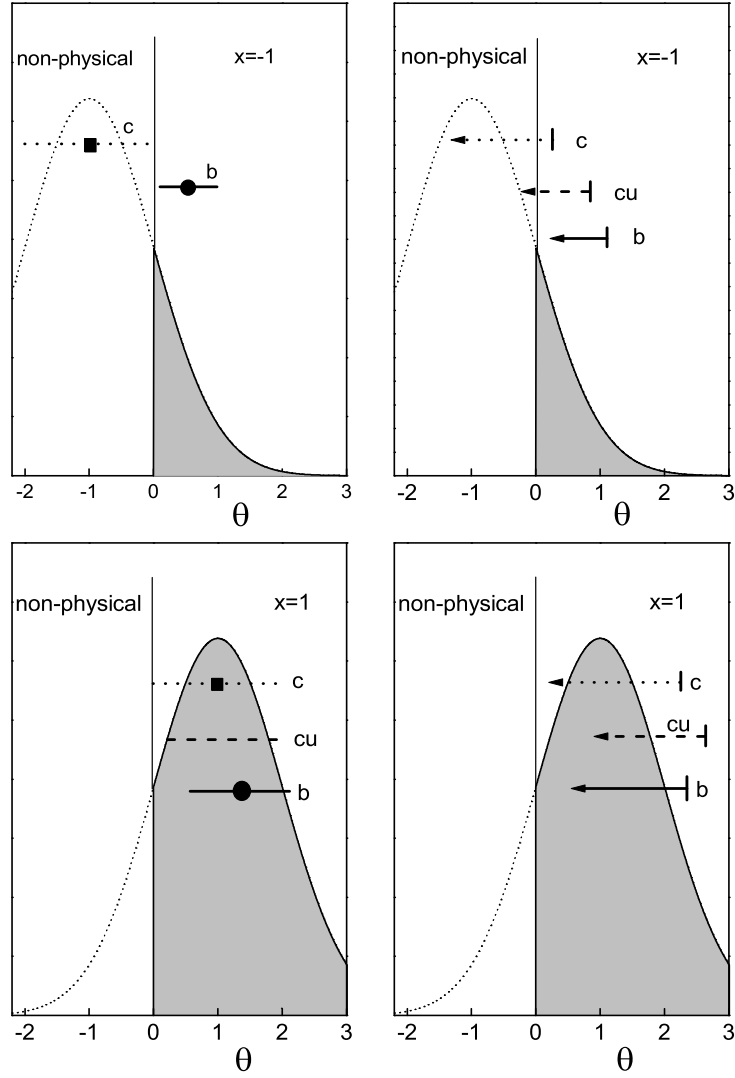 non-physical x=-1
c
b
-2 -1 0 1 2 3
θ
non-physical x=-1
c
cu
b
-2 -1 0 1 2 3
θ
non-physical x=1
c
cu
b
-2 -1 0 1 2 3
θ
non-physical x=1
c
cu
b
-2 -1 0 1 2 3
θ